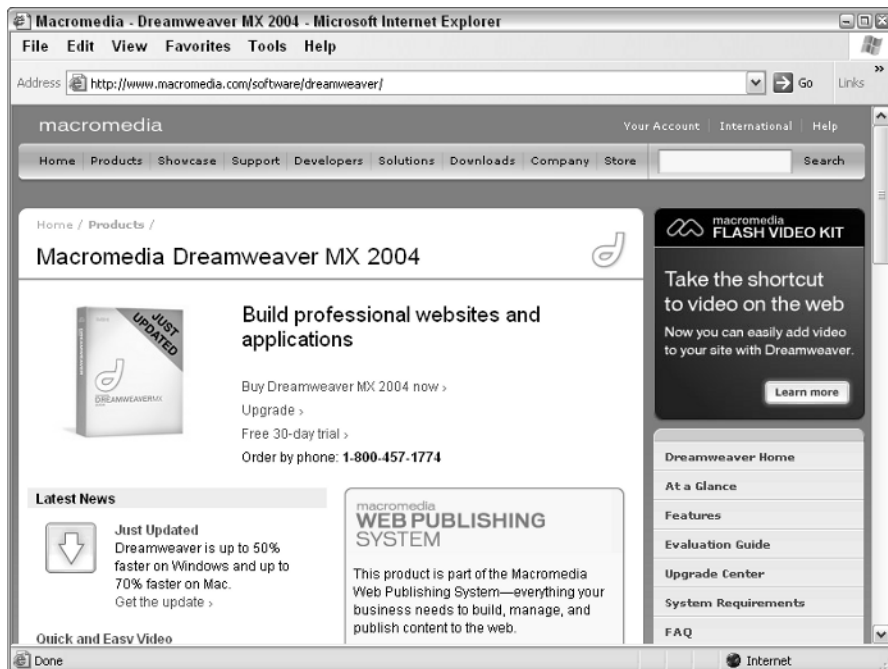 Macromedia - Dreamweaver MX 2004 - Microsoft Internet Explorer
File Edit View Favorites Tools Help
Address http://www.macromedia.com/software/dreamweaver/ Go Links »
macromedia
Your Account International Help
Home Products Showcase Support Developers Solutions Downloads Company Store Search
Home / Products /
Macromedia Dreamweaver MX 2004
JUST
UPDATED
DREAMWEAVER
DREAMWEAVERMX
Build professional websites and
applications
Buy Dreamweaver MX 2004 now ›
Upgrade ›
Free 30-day trial ›
Order by phone: 1-800-457-1774
Latest News
Just Updated
Dreamweaver is up to 50%
faster on Windows and up to
70% faster on Mac.
Get the update ›
Quick and Easy Video
macromedia
WEB PUBLISHING
SYSTEM
This product is part of the Macromedia
Web Publishing System—everything your
business needs to build, manage, and
publish content to the web.
macromedia
FLASH VIDEO KIT
Take the shortcut
to video on the web
Now you can easily add video
to your site with Dreamweaver.
Learn more
Dreamweaver Home
At a Glance
Features
Evaluation Guide
Upgrade Center
System Requirements
FAQ
Done Internet